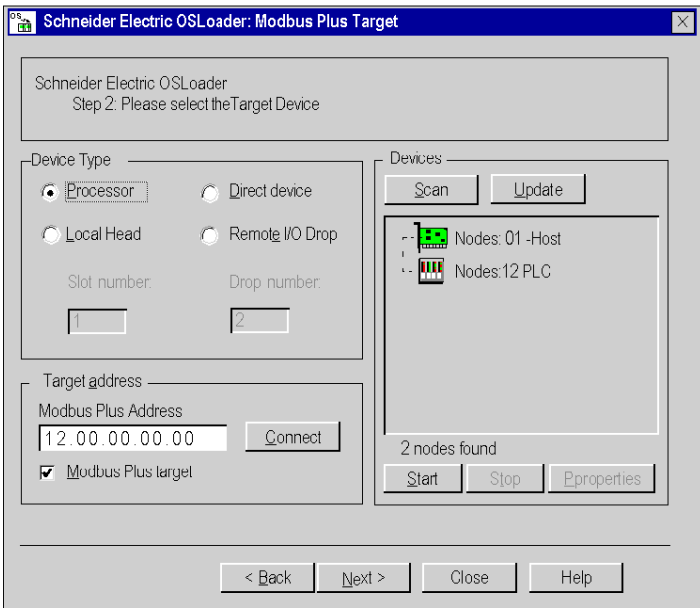 OS
Schneider Electric OSLoader: Modbus Plus Target
Schneider Electric OSLoader
Step 2: Please select theTarget Device
Device Type
Processor
Direct device
Local Head
Remote I/O Drop
Slot number:
Drop number:
1
2
Target address
Modbus Plus Address
12.00.00.00.00
Connect
Modbus Plus target
Devices
Scan
Update
Nodes: 01 -Host
Nodes:12 PLC
2 nodes found
Start
Stop
Pproperties
< Back
Next >
Close
Help